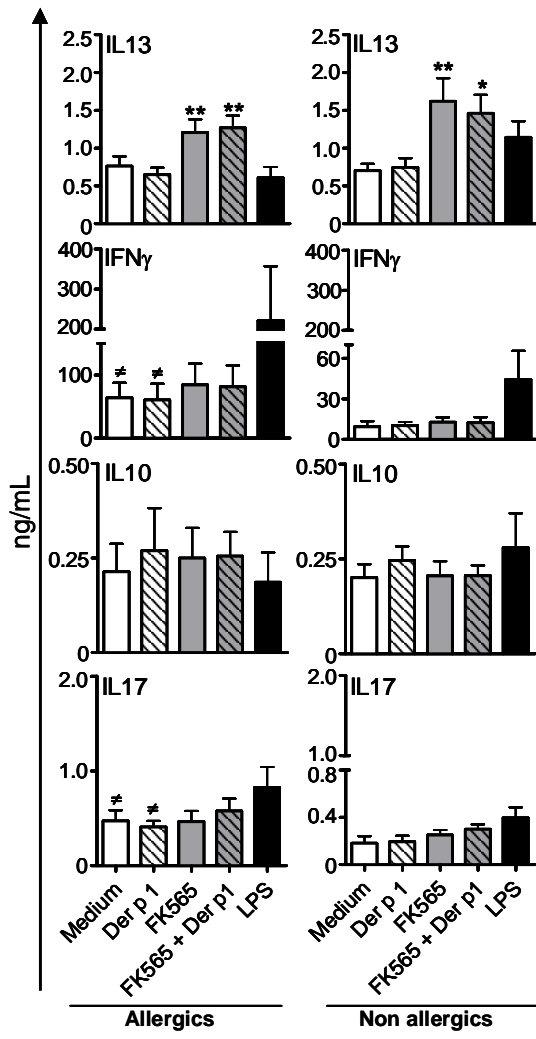 ng/mL
IL13
2.5
2.0
1.5
1.0
0.5
0
** **
IL13
2.5
2.0
1.5
1.0
0.5
0
** *
IFNγ
400
300
200
100
0
≠ ≠
IFNγ
400
300
200
60
30
0
IL10
0.50
0.25
0
IL10
0.50
0.25
0
IL17
2.0
1.0
0
≠ ≠
IL17
2.0
1.0
0.8
0.4
0
Medium
Der p 1
FK565
FK565 + Der p1
LPS
Medium
Der p 1
FK565
FK565 + Der p1
LPS
Allergics
Non allergics